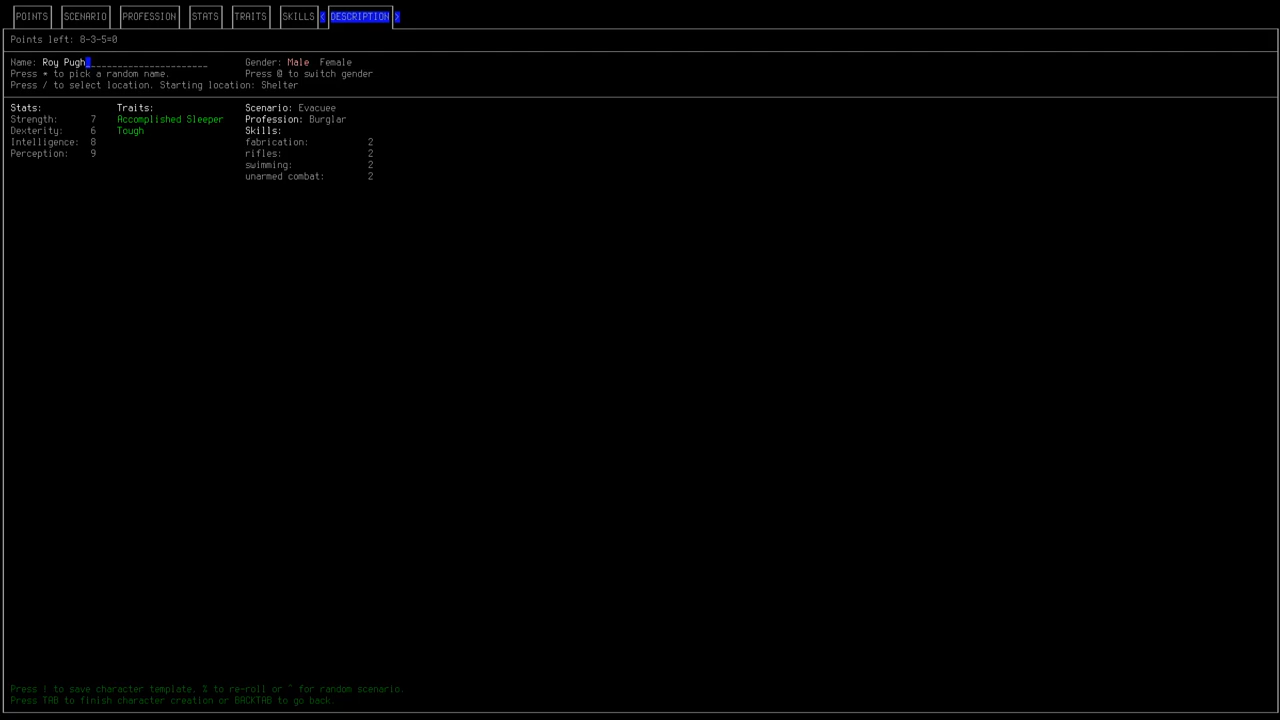 POINTS SCENARIO PROFESSION STATS TRAITS SKILLS < DESCRIPTION >
Points left: 8-3-5=0
Name: Roy Pugh______________________ Gender: Male Female
Press * to pick a random name. Press @ to switch gender
Press / to select location. Starting location: Shelter
Stats: Traits: Scenario: Evacuee
Strength: 7 Accomplished Sleeper Profession: Burglar
Dexterity: 6 Tough Skills:
Intelligence: 8 fabrication: 2
Perception: 9 rifles: 2
swimming: 2
unarmed combat: 2
Press ! to save character template, % to re-roll or ^ for random scenario.
Press TAB to finish character creation or BACKTAB to go back.